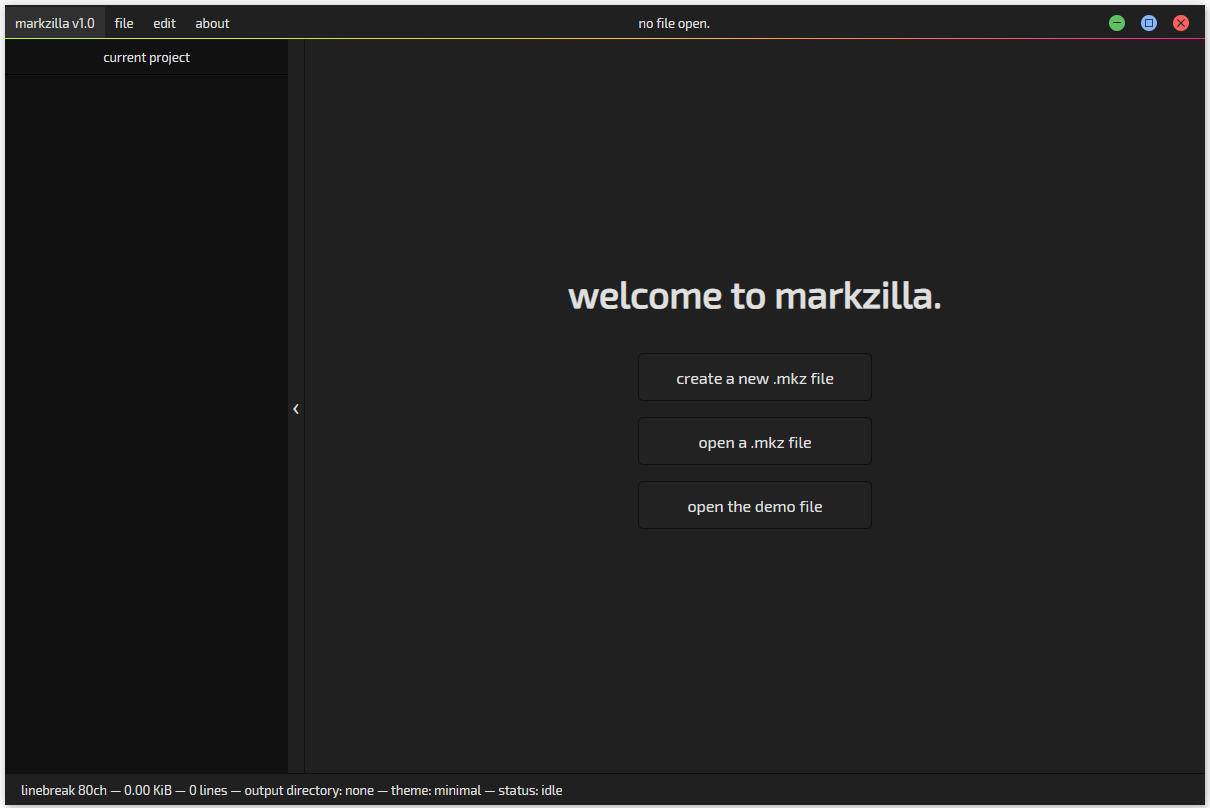 markzilla v1.0 file edit about no file open.
current project
welcome to markzilla.
create a new .mkz file
open a .mkz file
open the demo file
linebreak 80ch — 0.00 KiB — 0 lines — output directory: none — theme: minimal — status: idle